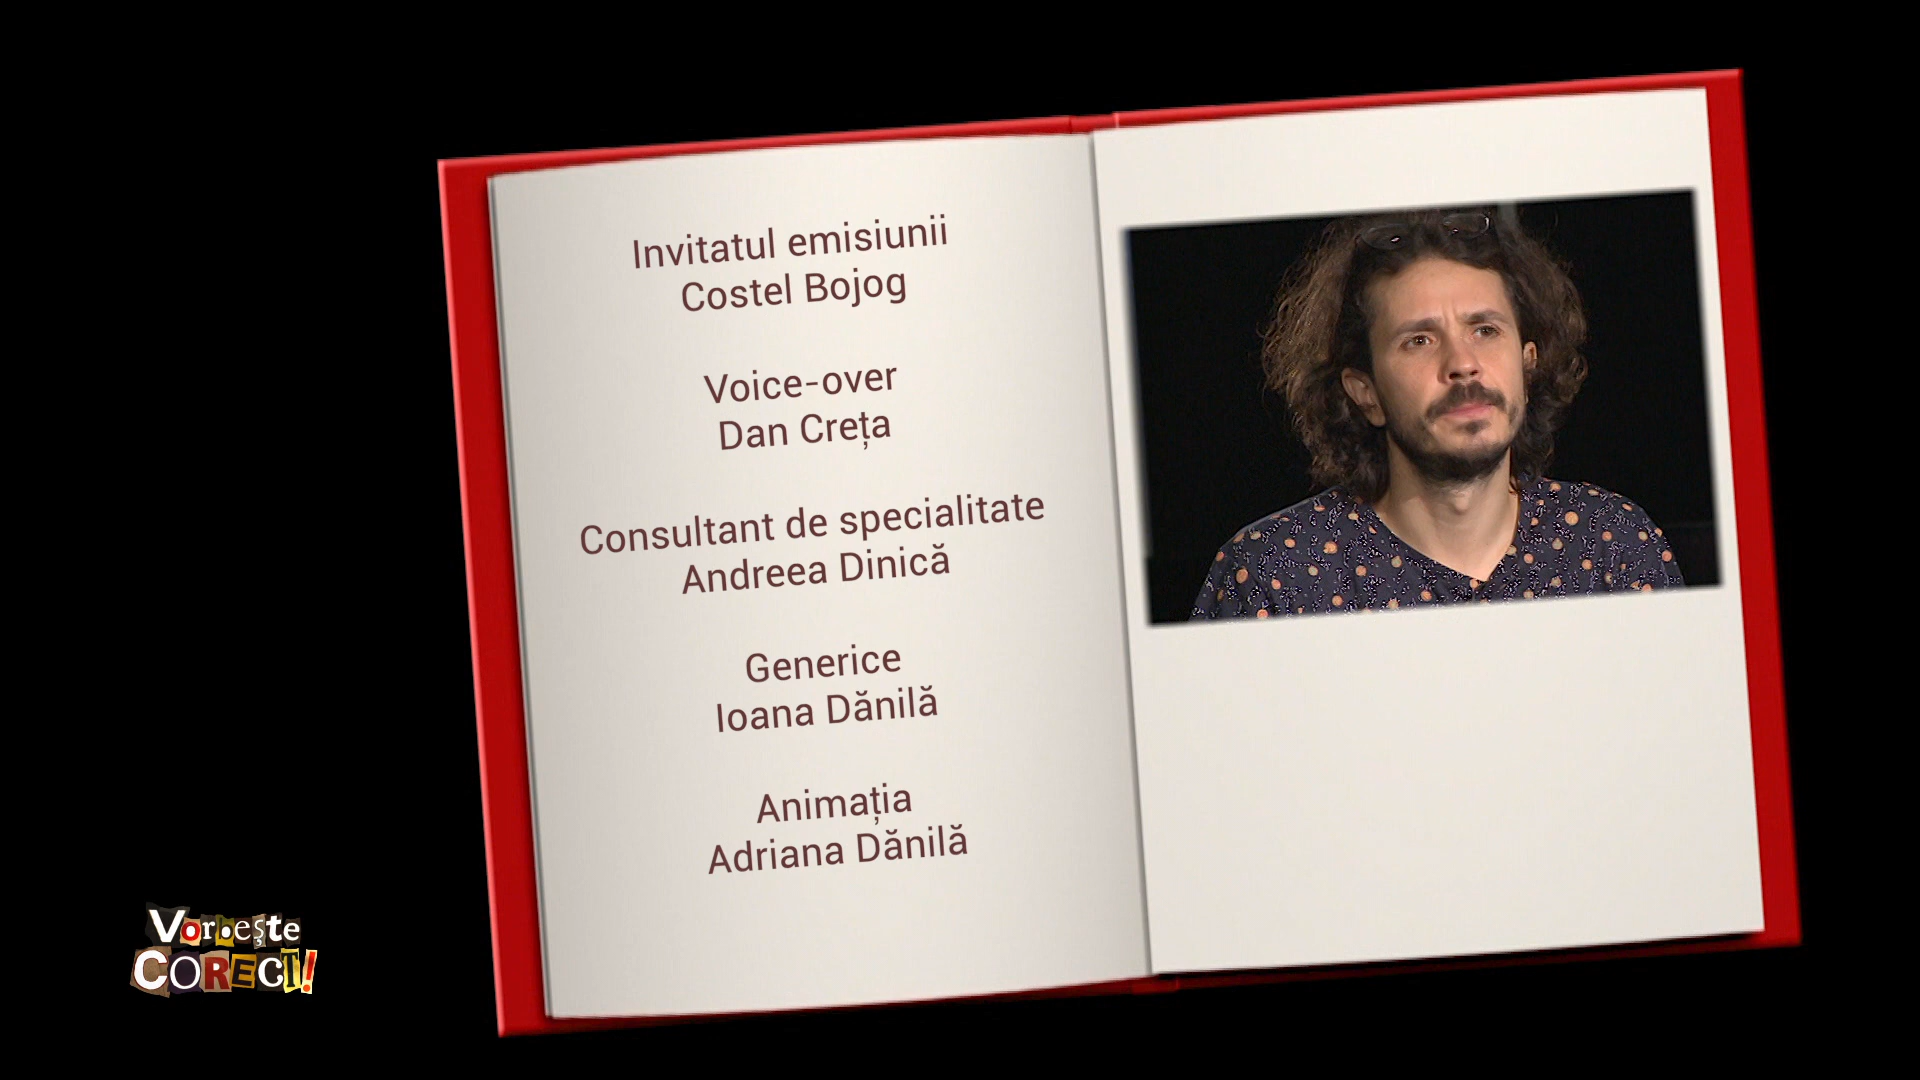 Invitatul emisiunii
Costel Bojog
Voice-over
Dan Creța
Consultant de specialitate
Andreea Dinică
Generice
Ioana Dănilă
Animația
Adriana Dănilă
Vorbește
CORECT!